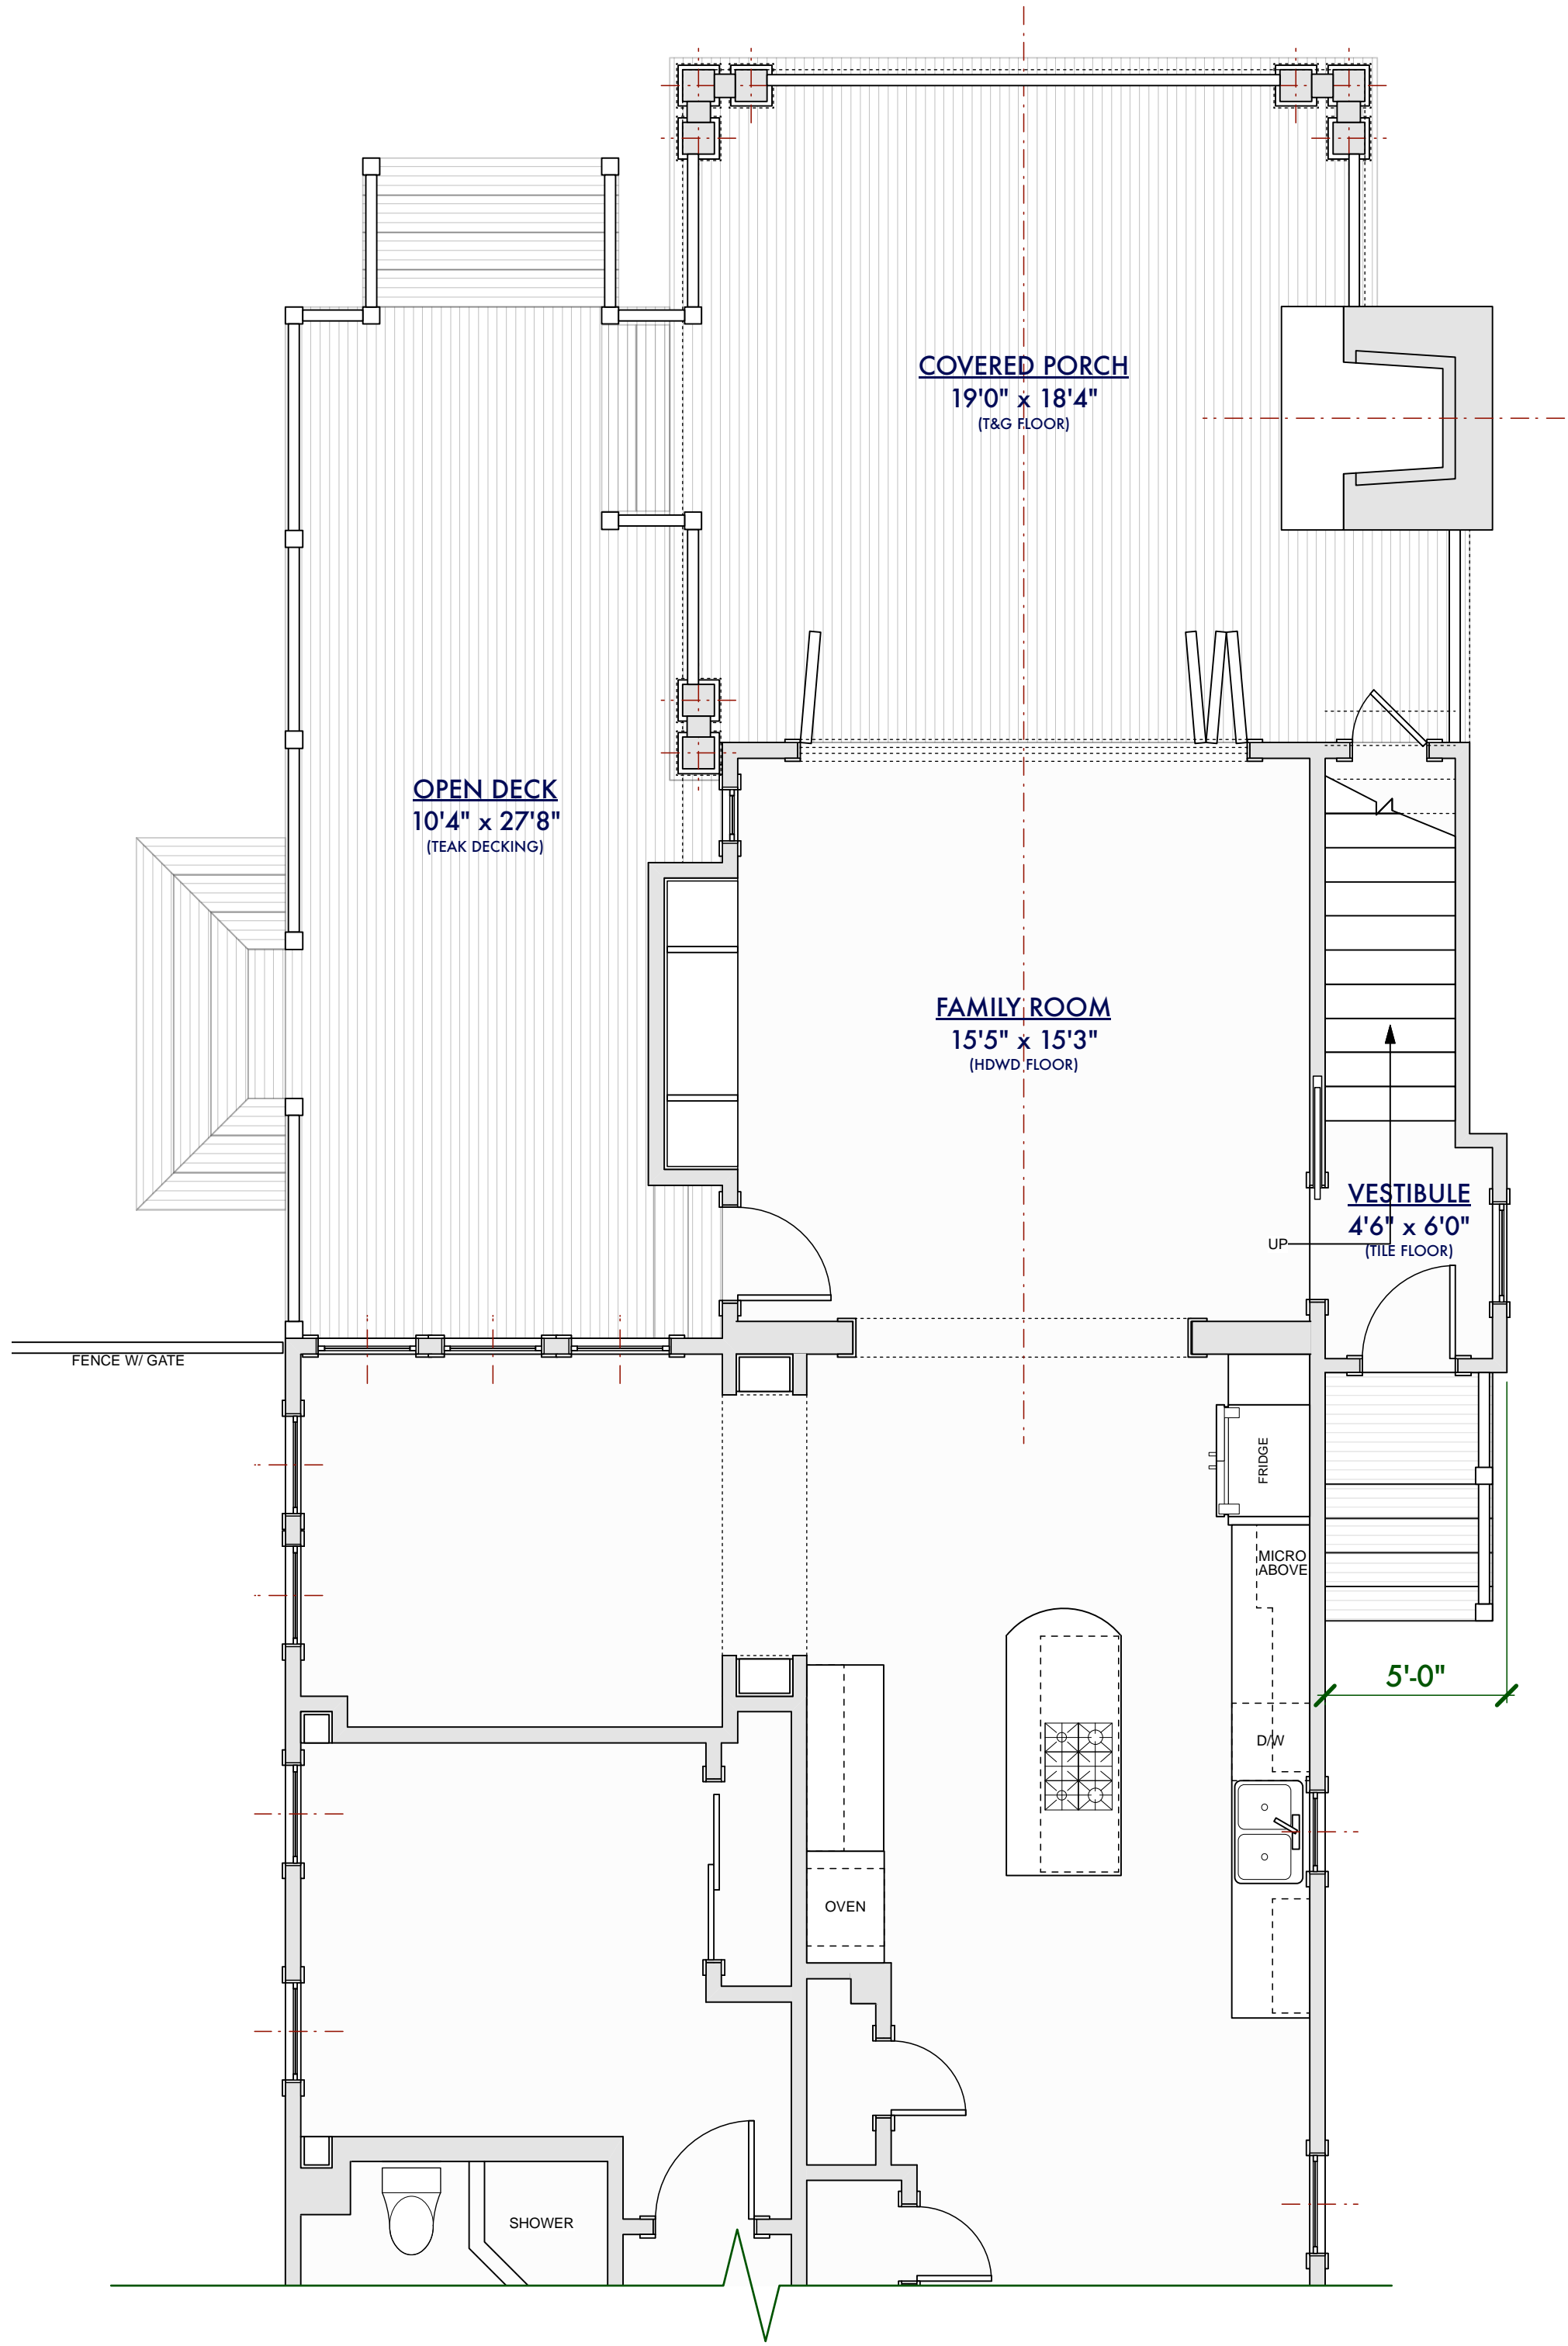 COVERED PORCH
19'0" x 18'4"
(T&G FLOOR)
OPEN DECK
10'4" x 27'8"
(TEAK DECKING)
FAMILY ROOM
15'5" x 15'3"
(HDWD FLOOR)
VESTIBULE
4'6" x 6'0"
(TILE FLOOR)
UP
FENCE W/ GATE
FRIDGE
MICRO
ABOVE
5'-0"
D/W
OVEN
SHOWER